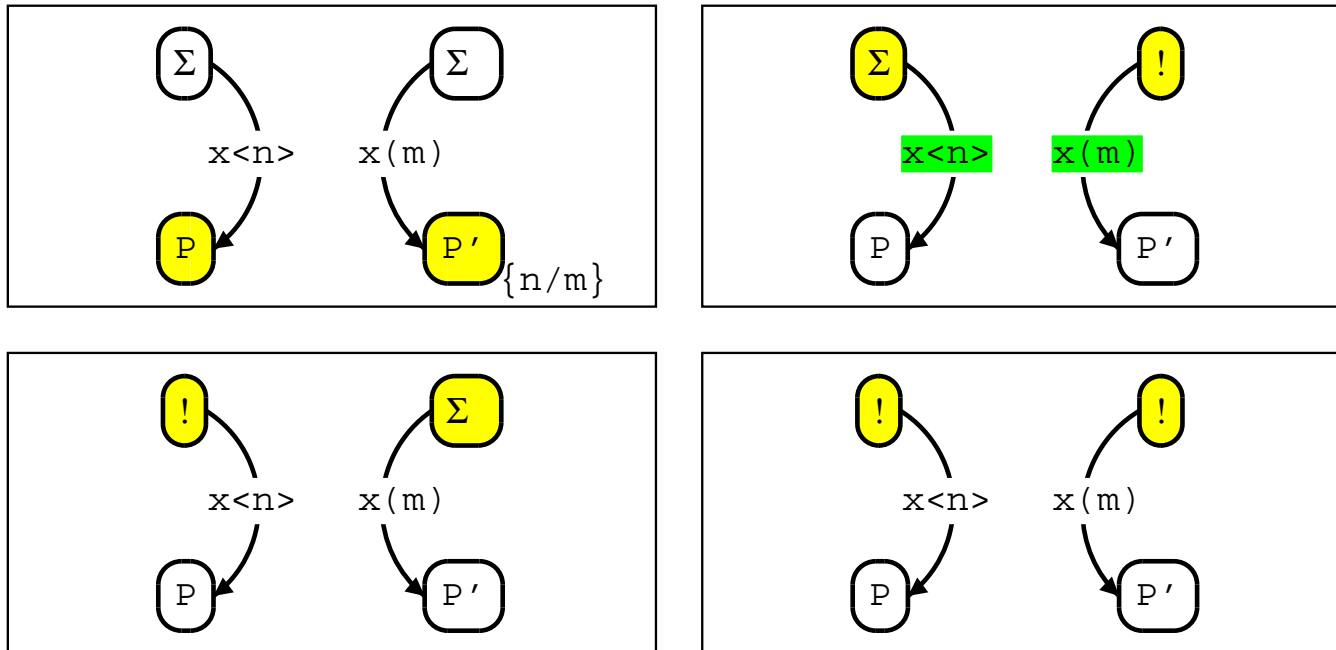 Σ Σ
x<n> x(m)
P P'
{n/m}
Σ !
x<n> x(m)
P P'
! Σ
x<n> x(m)
P P'
! !
x<n> x(m)
P P'